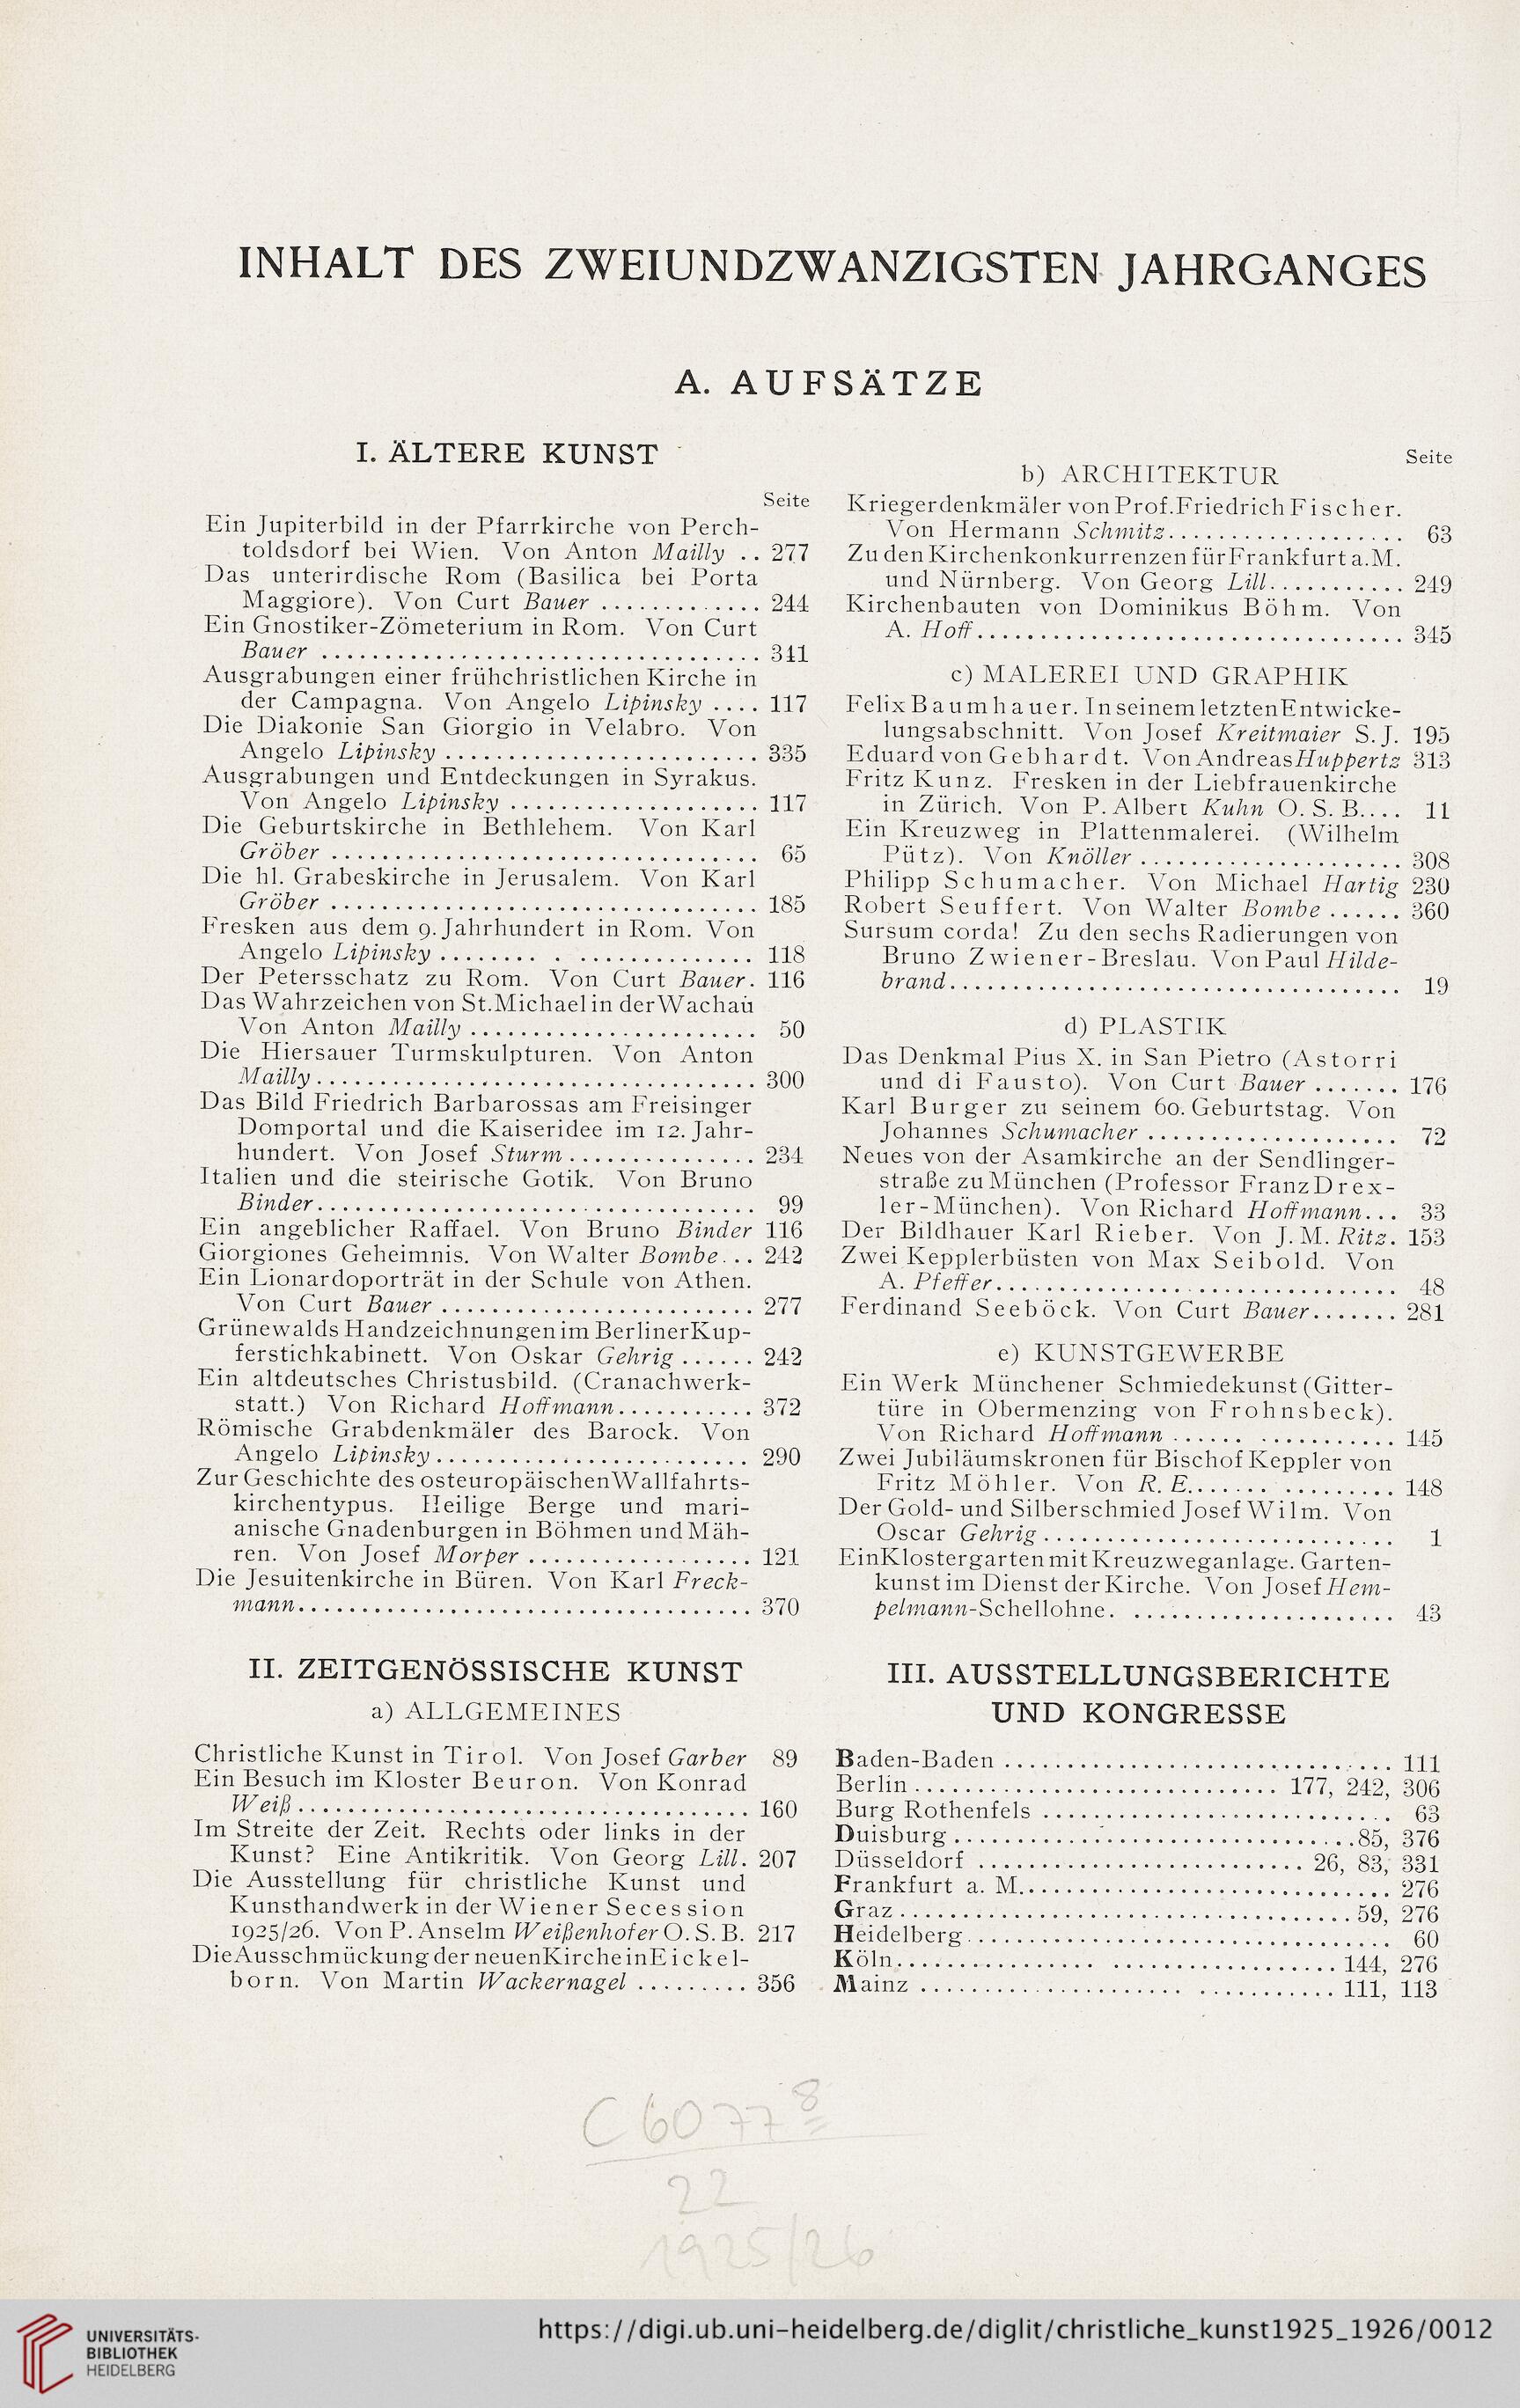 INHALT DES ZWEIUNDZWANZIGSTEN JAHRGANGES
A. AUFSÄTZE
I. ÄLTERE KUNST
Seite
Ein Jupiterbild in der Pfarrkirche von Perch-
toldsdorf bei Wien. Von Anton Mailly .. 277
Das unterirdische Rom (Basilica bei Porta
Maggiore). Von Curt Bauer ............. 244
Ein Gnostiker-Zömeterium in Rom. Von Curt
Bauer ................................... 341
Ausgrabungen einer frühchristlichen Kirche in
der Campagna. Von Angelo Lipinsky .... 117
Die Diakonie San Giorgio in Velabro. Von
Angelo Lipinsky ......................... 335
Ausgrabungen und Entdeckungen in Syrakus.
Von Angelo Lipinsky .................... 117
Die Geburtskirche in Bethlehem. Von Karl
Gröber .................................. 65
Die hl. Grabeskirche in Jerusalem. Von Karl
Gröber .................................. 185
Fresken aus dem 9. Jahrhundert in Rom. Von
Angelo Lipinsky ........ . .............. 118
Der Petersschatz zu Rom. Von Curt Bauer. 116
Das Wahrzeichen von St. Michael in der Wachau
Von Anton Mailly ....................... 50
Die Hiersauer Turmskulpturen. Von Anton
Mailly ................................... 300
Das Bild Friedrich Barbarossas am Freisinger
Domportal und die Kaiseridee im 12. Jahr-
hundert. Von Josef Sturm ............... 234
Italien und die steirische Gotik. Von Bruno
Binder ................................... 99
Ein angeblicher Raffael. Von Bruno Binder 116
Giorgiones Geheimnis. Von Walter Bombe... 242
Ein Lionardoporträt in der Schule von Athen.
Von Curt Bauer ......................... 277
Grünewalds Handzeichnungen im Berliner Kup-
ferstichkabinett. Von Oskar Gehrig ...... 242
Ein altdeutsches Christusbild. (Cranachwerk-
statt.) Von Richard Hoffmann........... 372
Römische Grabdenkmäler des Barock. Von
Angelo Lipinsky ......................... 290
Zur Geschichte des osteuropäischen Wallfahrts-
kirchentypus. Heilige Berge und mari-
anische Gnadenburgen in Böhmen und Mäh-
ren. Von Josef Morper .................. 121
Die Jesuitenkirche in Büren. Von Karl Freck-
mann .................................... 370
II. ZEITGENÖSSISCHE KUNST
a) ALLGEMEINES
Christliche Kunst in Tirol. Von Josef Garber 89
Ein Besuch im Kloster Beuron. Von Konrad
Weiß .................................... 160
Im Streite der Zeit. Rechts oder links in der
Kunst? Eine Antikritik. Von Georg Lill. 207
Die Ausstellung für christliche Kunst und
Kunsthandwerk in der Wiener Secession
1925/26. Von P. Anselm Weißenhofer O. S. B. 217
Die Ausschmückung der neuen Kirche in Eickel-
born. Von Martin Wackernagel ......... 356
Seite
b) ARCHITEKTUR
Kriegerdenkmäler von Prof. Friedrich Fischer.
Von Hermann Schmitz................... 63
Zu den Kirchenkonkurrenzen für Frankfurt a. M.
und Nürnberg. Von Georg Lill........... 249
Kirchenbauten von Dominikus Böhm. Von
A. Hoff .................................. 345
c) MALEREI UND GRAPHIK
Felix Baumhauer. In seinem letzten Entwicke-
lungsabschnitt. Von Josef Kreitmaier S. J. 195
Eduard von Gebhardt. Von Andreas Huppertz 313
Fritz Kunz. Fresken in der Liebfrauenkirche
in Zürich. Von P. Albert Kuhn O. S. B.... 11
Ein Kreuzweg in Plattenmalerei. (Wilhelm
Pütz). Von Knöller ..................... 308
Philipp Schumacher. Von Michael Hartig 230
Robert Seuffert. Von Walter Bombe ...... 360
Sursum corda! Zu den sechs Radierungen von
Bruno Zwiener-Breslau. Von Paul Hilde-
brand.................................... 19
d) PLASTIK
Das Denkmal Pius X. in San Pietro (Astorri
und di Fausto). Von Curt Bauer ....... 176
Karl Burger zu seinem 60. Geburtstag. Von
Johannes Schumacher .................... 72
Neues von der Asamkirche an der Sendlinger-
straße zu München (Professor Franz Drex-
ler-München). Von Richard Hoffmann... 33
Der Bildhauer Karl Rieber. Von J. M. Ritz. 153
Zwei Kepplerbüsten von Max Seibold. Von
A. Pfeffer................................ 48
Ferdinand Seeböck. Von Curt Bauer....... 281
e) KUNSTGEWERBE
Ein Werk Münchener Schmiedekunst (Gitter-
türe in Obermenzing von Frohnsbeck).
Von Richard Hoffmann ...... ........... 145
Zwei Jubiläumskronen für Bischof Keppler von
Fritz Möhler. Von R. E....... ......... 148
Der Gold- und Silberschmied Josef Wilm. Von
Oscar Gehrig ............................ 1
Ein Klostergarten mit Kreuzweganlage. Garten-
kunst im Dienst der Kirche. Von Josef Hem-
pelmann-Schellohne. ..................... 43
III. AUSSTELLUNGSBERICHTE
UND KONGRESSE
Baden-Baden ............................... 111
Berlin ............................. 177, 242, 306
Burg Rothenfels ............................ 63
Duisburg ................................ 85, 376
Düsseldorf .......................... 26, 83, 331
Frankfurt a. M.............................. 276
Graz .................................... 59, 276
Heidelberg .................................. 60
Köln................ .................. 144, 276
Mainz ..................... ........... 111, 113
C 6077 8
22
1925/26
UNIVERSITÄTS-
BIBLIOTHEK
HEIDELBERG
https://digi.ub.uni-heidelberg.de/diglit/christliche_kunst1925_1926/0012